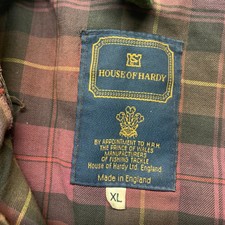 HOUSE OF HARDY
BY APPOINTMENT TO H.R.H.
THE PRINCE OF WALES
MANUFACTURERS
OF FISHING TACKLE
House of Hardy Ltd. England
Made in England
XL